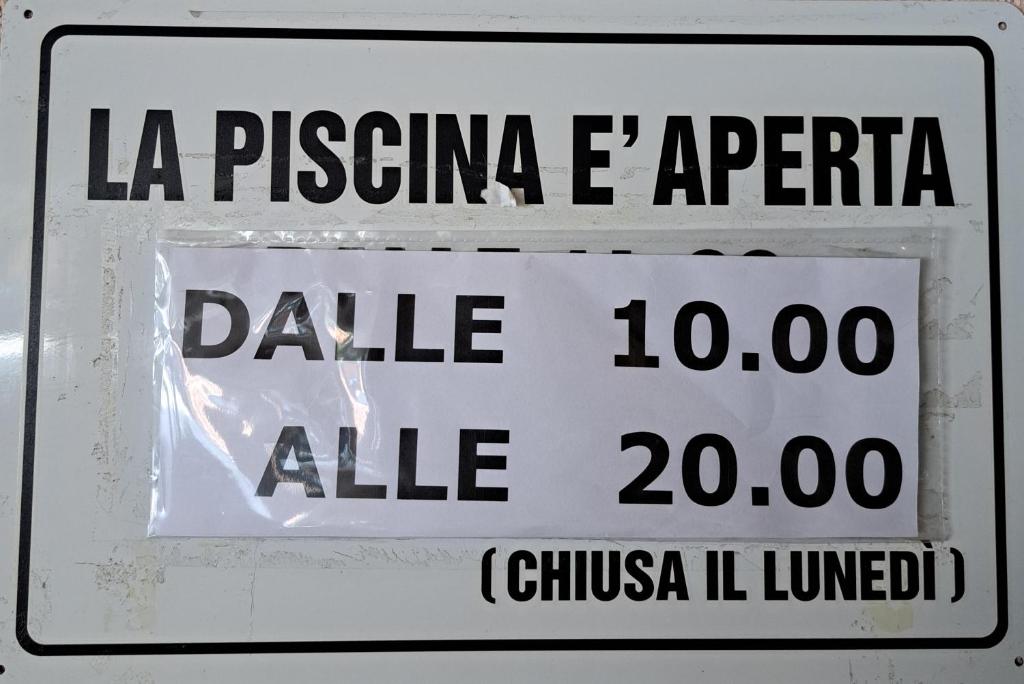 LA PISCINA E' APERTA
DALLE 10.00
ALLE 20.00
( CHIUSA IL LUNEDÌ )